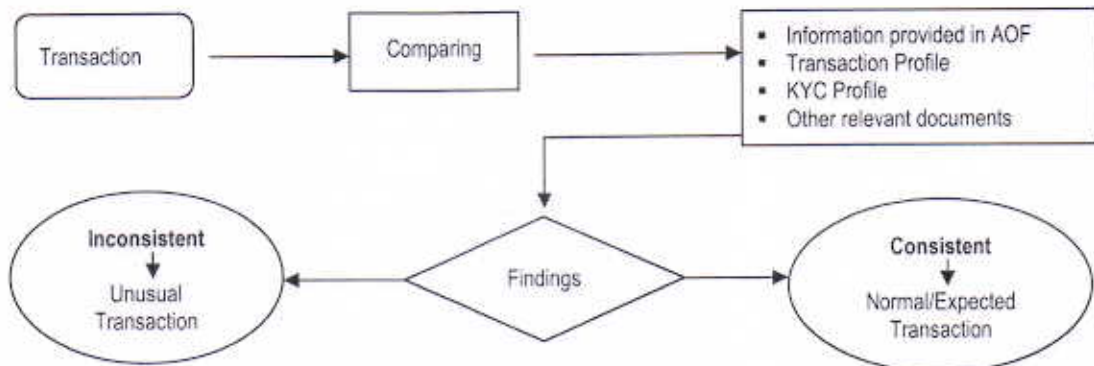 Transaction
Comparing
▪ Information provided in AOF
▪ Transaction Profile
▪ KYC Profile
▪ Other relevant documents
Inconsistent
Unusual
Transaction
Findings
Consistent
Normal/Expected
Transaction